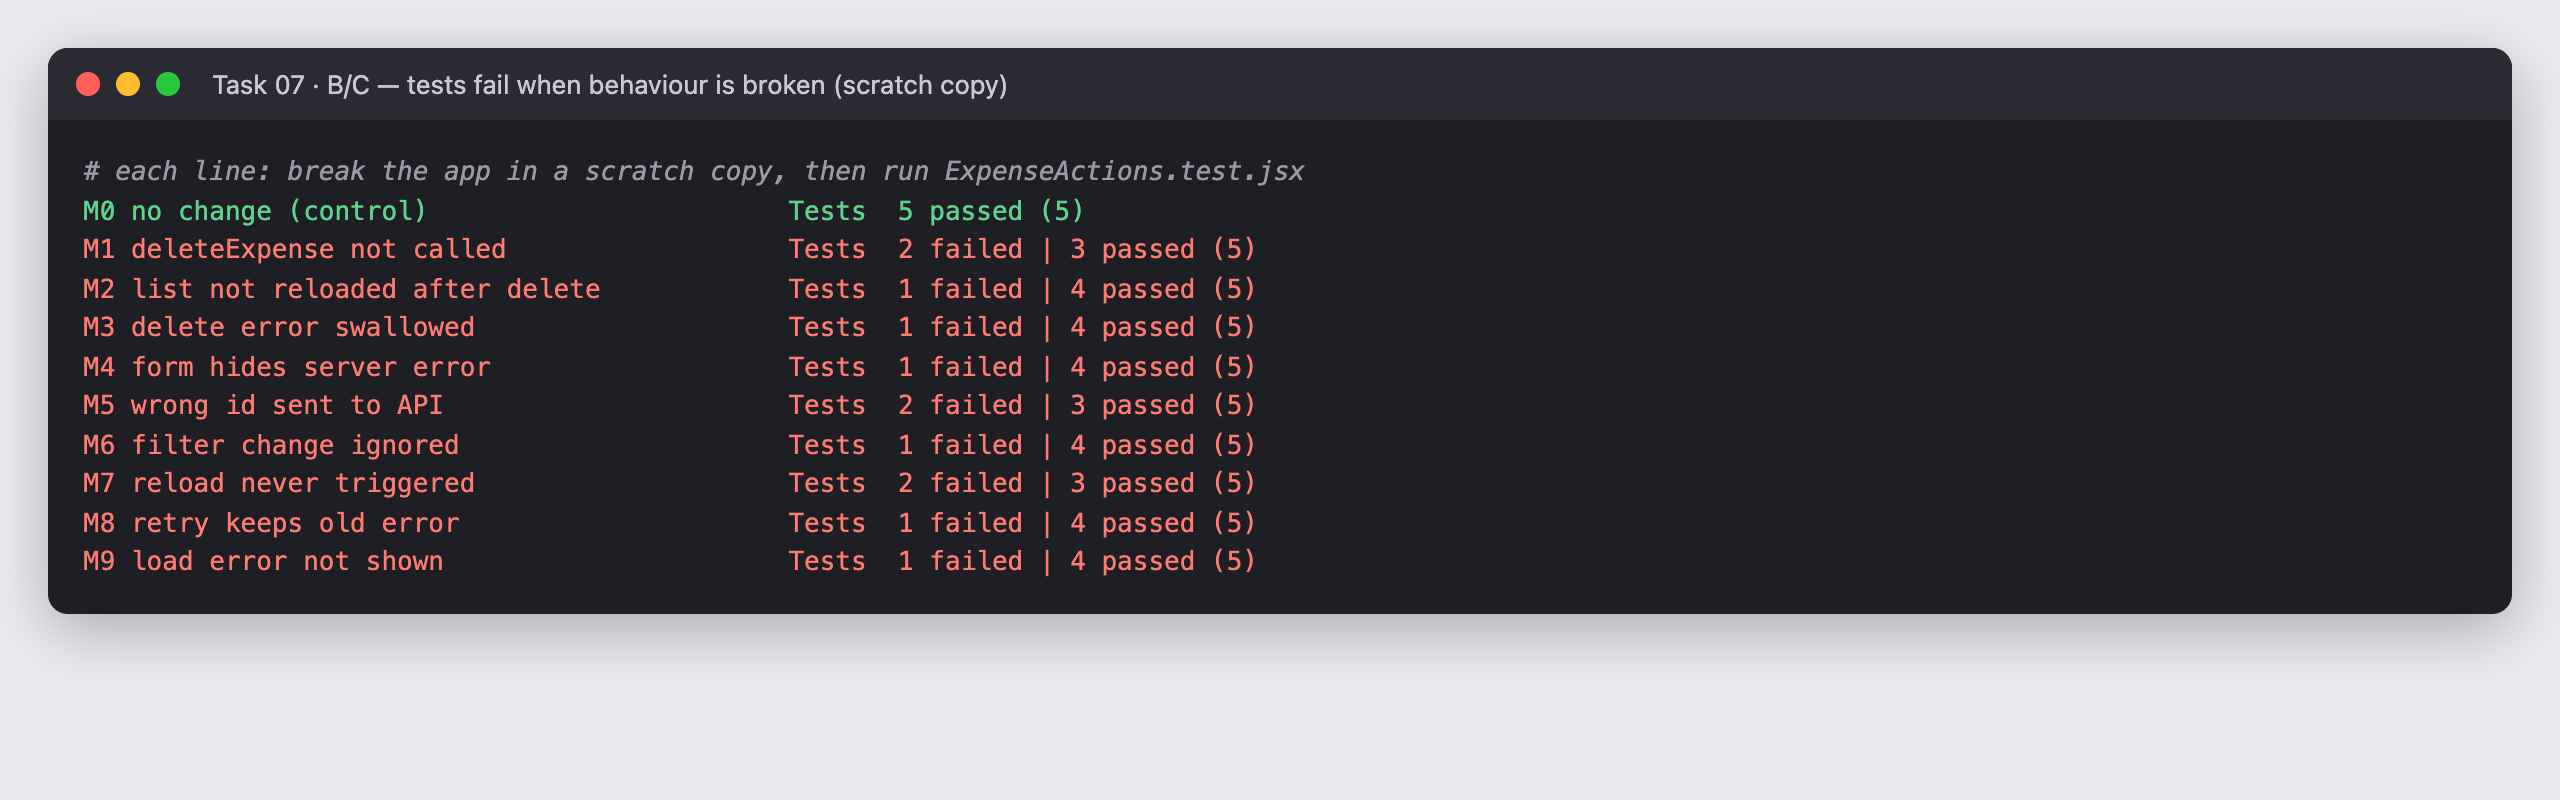 Task 07 · B/C — tests fail when behaviour is broken (scratch copy)
# each line: break the app in a scratch copy, then run ExpenseActions.test.jsx
M0 no change (control) Tests 5 passed (5)
M1 deleteExpense not called Tests 2 failed | 3 passed (5)
M2 list not reloaded after delete Tests 1 failed | 4 passed (5)
M3 delete error swallowed Tests 1 failed | 4 passed (5)
M4 form hides server error Tests 1 failed | 4 passed (5)
M5 wrong id sent to API Tests 2 failed | 3 passed (5)
M6 filter change ignored Tests 1 failed | 4 passed (5)
M7 reload never triggered Tests 2 failed | 3 passed (5)
M8 retry keeps old error Tests 1 failed | 4 passed (5)
M9 load error not shown Tests 1 failed | 4 passed (5)